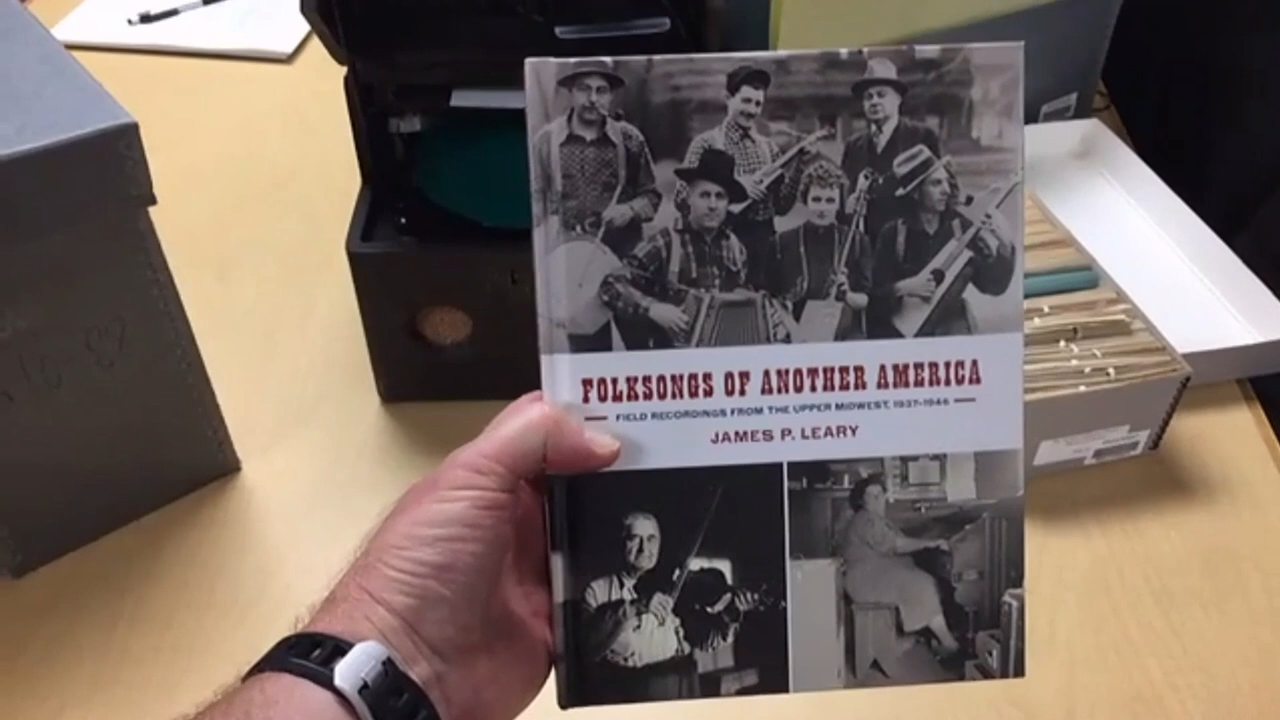 FOLKSONGS OF ANOTHER AMERICA
FIELD RECORDINGS FROM THE UPPER MIDWEST, 1937-1946
JAMES P. LEARY